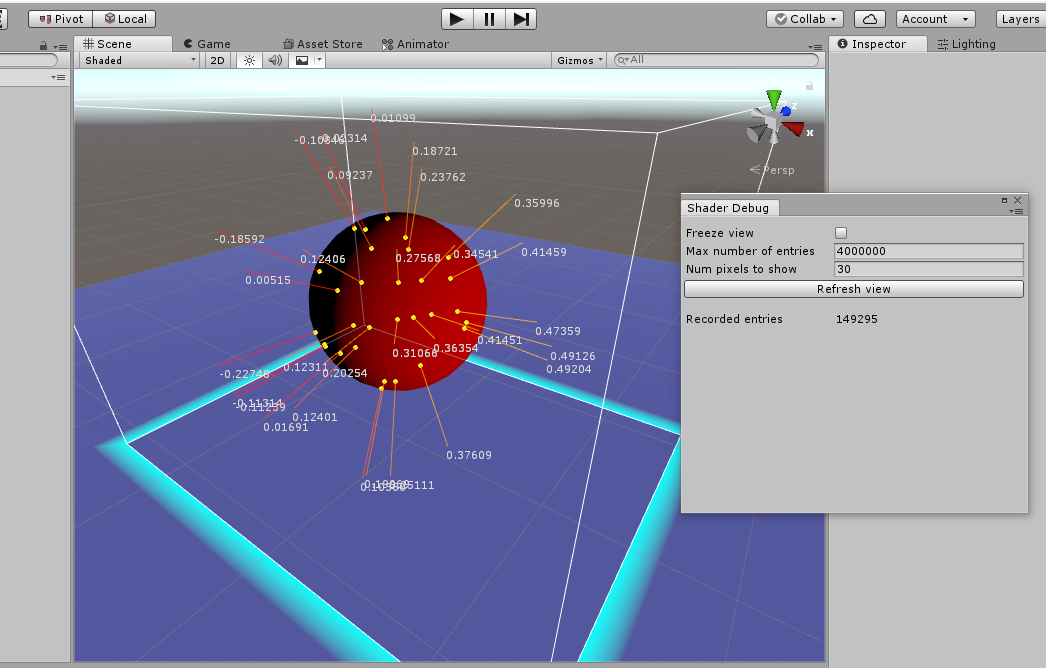 Pivot Local Collab Account Layers
Scene Game Asset Store Animator Inspector Lighting
Shaded 2D Gizmos All
0.01099
-0.10846 0.02314
0.18721
0.09237
0.23762
0.35996
-0.18592
0.12406
0.27568
0.34541
0.41459
0.00515
0.47359
0.41451
0.36354
0.31066
0.49126
0.49204
-0.22748
0.12311
0.20254
-0.11314
-0.11259
0.12401
0.01691
0.37609
y
z
x
Persp
Shader Debug
Freeze view
Max number of entries 4000000
Num pixels to show 30
Refresh view
Recorded entries 149295